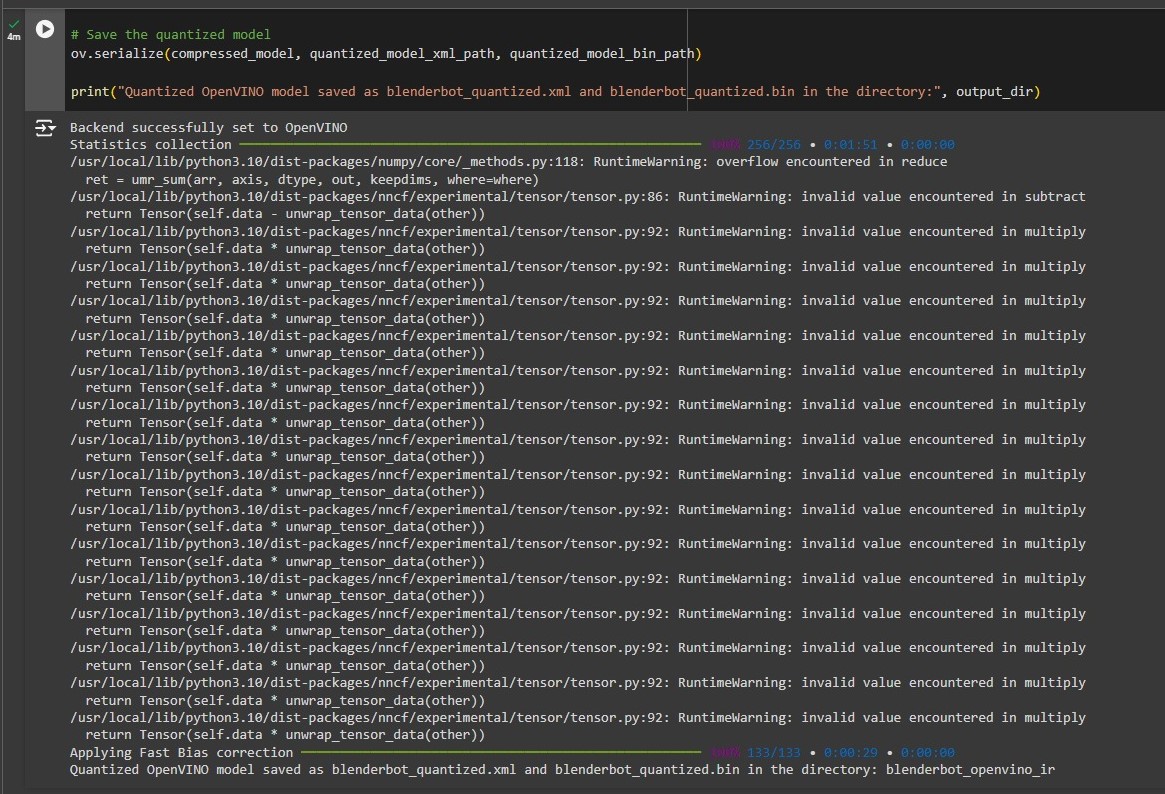 4m
# Save the quantized model
ov.serialize(compressed_model, quantized_model_xml_path, quantized_model_bin_path)
print("Quantized OpenVINO model saved as blenderbot_quantized.xml and blenderbot_quantized.bin in the directory:", output_dir)
Backend successfully set to OpenVINO
Statistics collection 100% 256/256 • 0:01:51 • 0:00:00
/usr/local/lib/python3.10/dist-packages/numpy/core/_methods.py:118: RuntimeWarning: overflow encountered in reduce
ret = umr_sum(arr, axis, dtype, out, keepdims, where=where)
/usr/local/lib/python3.10/dist-packages/nncf/experimental/tensor/tensor.py:86: RuntimeWarning: invalid value encountered in subtract
return Tensor(self.data - unwrap_tensor_data(other))
/usr/local/lib/python3.10/dist-packages/nncf/experimental/tensor/tensor.py:92: RuntimeWarning: invalid value encountered in multiply
return Tensor(self.data * unwrap_tensor_data(other))
/usr/local/lib/python3.10/dist-packages/nncf/experimental/tensor/tensor.py:92: RuntimeWarning: invalid value encountered in multiply
return Tensor(self.data * unwrap_tensor_data(other))
/usr/local/lib/python3.10/dist-packages/nncf/experimental/tensor/tensor.py:92: RuntimeWarning: invalid value encountered in multiply
return Tensor(self.data * unwrap_tensor_data(other))
/usr/local/lib/python3.10/dist-packages/nncf/experimental/tensor/tensor.py:92: RuntimeWarning: invalid value encountered in multiply
return Tensor(self.data * unwrap_tensor_data(other))
/usr/local/lib/python3.10/dist-packages/nncf/experimental/tensor/tensor.py:92: RuntimeWarning: invalid value encountered in multiply
return Tensor(self.data * unwrap_tensor_data(other))
/usr/local/lib/python3.10/dist-packages/nncf/experimental/tensor/tensor.py:92: RuntimeWarning: invalid value encountered in multiply
return Tensor(self.data * unwrap_tensor_data(other))
/usr/local/lib/python3.10/dist-packages/nncf/experimental/tensor/tensor.py:92: RuntimeWarning: invalid value encountered in multiply
return Tensor(self.data * unwrap_tensor_data(other))
/usr/local/lib/python3.10/dist-packages/nncf/experimental/tensor/tensor.py:92: RuntimeWarning: invalid value encountered in multiply
return Tensor(self.data * unwrap_tensor_data(other))
/usr/local/lib/python3.10/dist-packages/nncf/experimental/tensor/tensor.py:92: RuntimeWarning: invalid value encountered in multiply
return Tensor(self.data * unwrap_tensor_data(other))
/usr/local/lib/python3.10/dist-packages/nncf/experimental/tensor/tensor.py:92: RuntimeWarning: invalid value encountered in multiply
return Tensor(self.data * unwrap_tensor_data(other))
/usr/local/lib/python3.10/dist-packages/nncf/experimental/tensor/tensor.py:92: RuntimeWarning: invalid value encountered in multiply
return Tensor(self.data * unwrap_tensor_data(other))
/usr/local/lib/python3.10/dist-packages/nncf/experimental/tensor/tensor.py:92: RuntimeWarning: invalid value encountered in multiply
return Tensor(self.data * unwrap_tensor_data(other))
/usr/local/lib/python3.10/dist-packages/nncf/experimental/tensor/tensor.py:92: RuntimeWarning: invalid value encountered in multiply
return Tensor(self.data * unwrap_tensor_data(other))
/usr/local/lib/python3.10/dist-packages/nncf/experimental/tensor/tensor.py:92: RuntimeWarning: invalid value encountered in multiply
return Tensor(self.data * unwrap_tensor_data(other))
/usr/local/lib/python3.10/dist-packages/nncf/experimental/tensor/tensor.py:92: RuntimeWarning: invalid value encountered in multiply
return Tensor(self.data * unwrap_tensor_data(other))
Applying Fast Bias correction 100% 133/133 • 0:00:29 • 0:00:00
Quantized OpenVINO model saved as blenderbot_quantized.xml and blenderbot_quantized.bin in the directory: blenderbot_openvino_ir